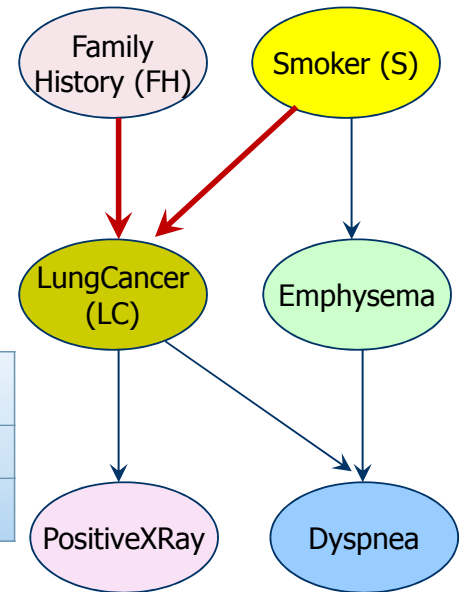 Family
History (FH)
Smoker (S)
LungCancer
(LC)
Emphysema
PositiveXRay
Dyspnea